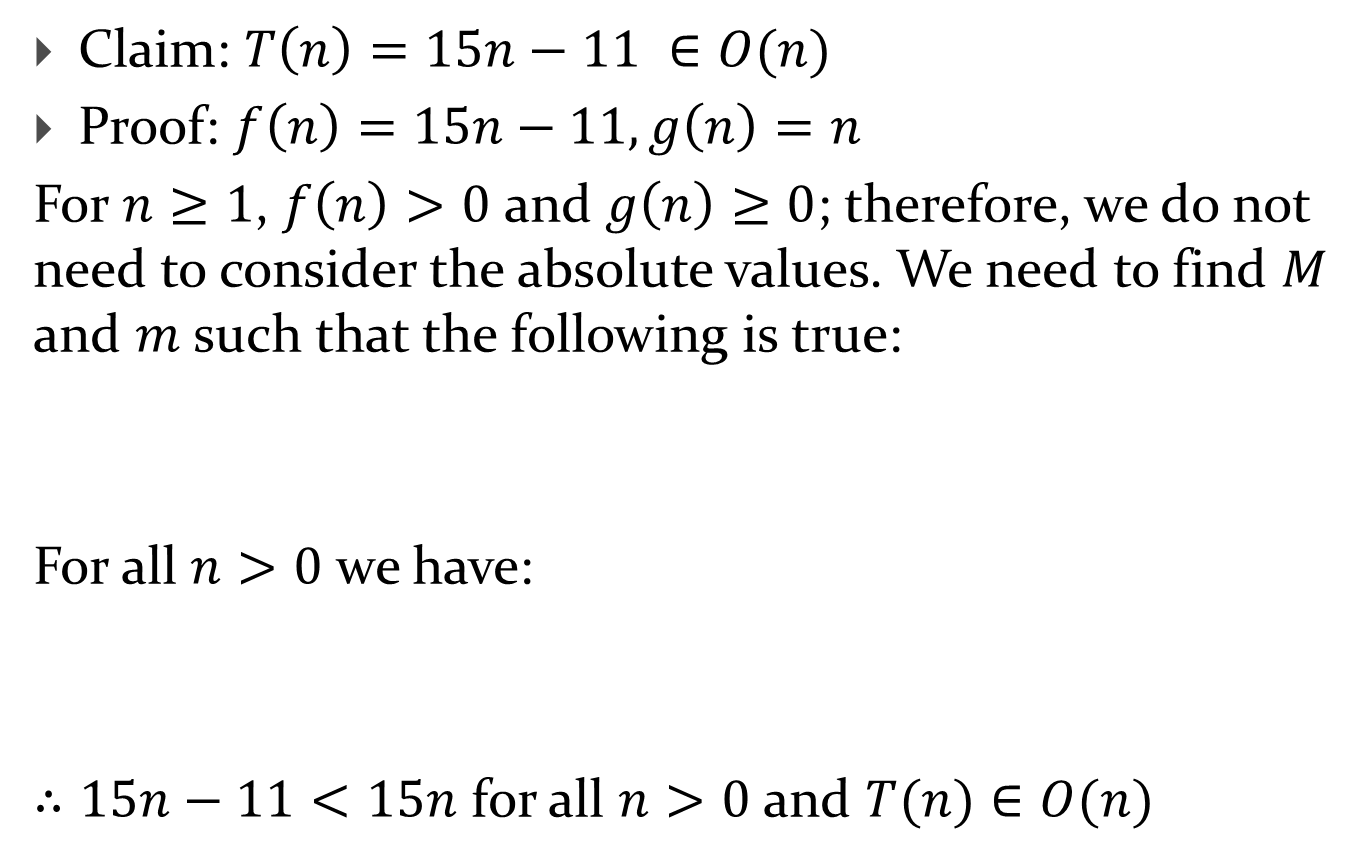 Claim: 𝑇(𝑛) = 15𝑛 − 11 ∈ 𝑂(𝑛)
Proof: 𝑓(𝑛) = 15𝑛 − 11, 𝑔(𝑛) = 𝑛
For 𝑛 ≥ 1, 𝑓(𝑛) > 0 and 𝑔(𝑛) ≥ 0; therefore, we do not
need to consider the absolute values. We need to find 𝑀
and 𝑚 such that the following is true:
For all 𝑛 > 0 we have:
∴ 15𝑛 − 11 < 15𝑛 for all 𝑛 > 0 and 𝑇(𝑛) ∈ 𝑂(𝑛)